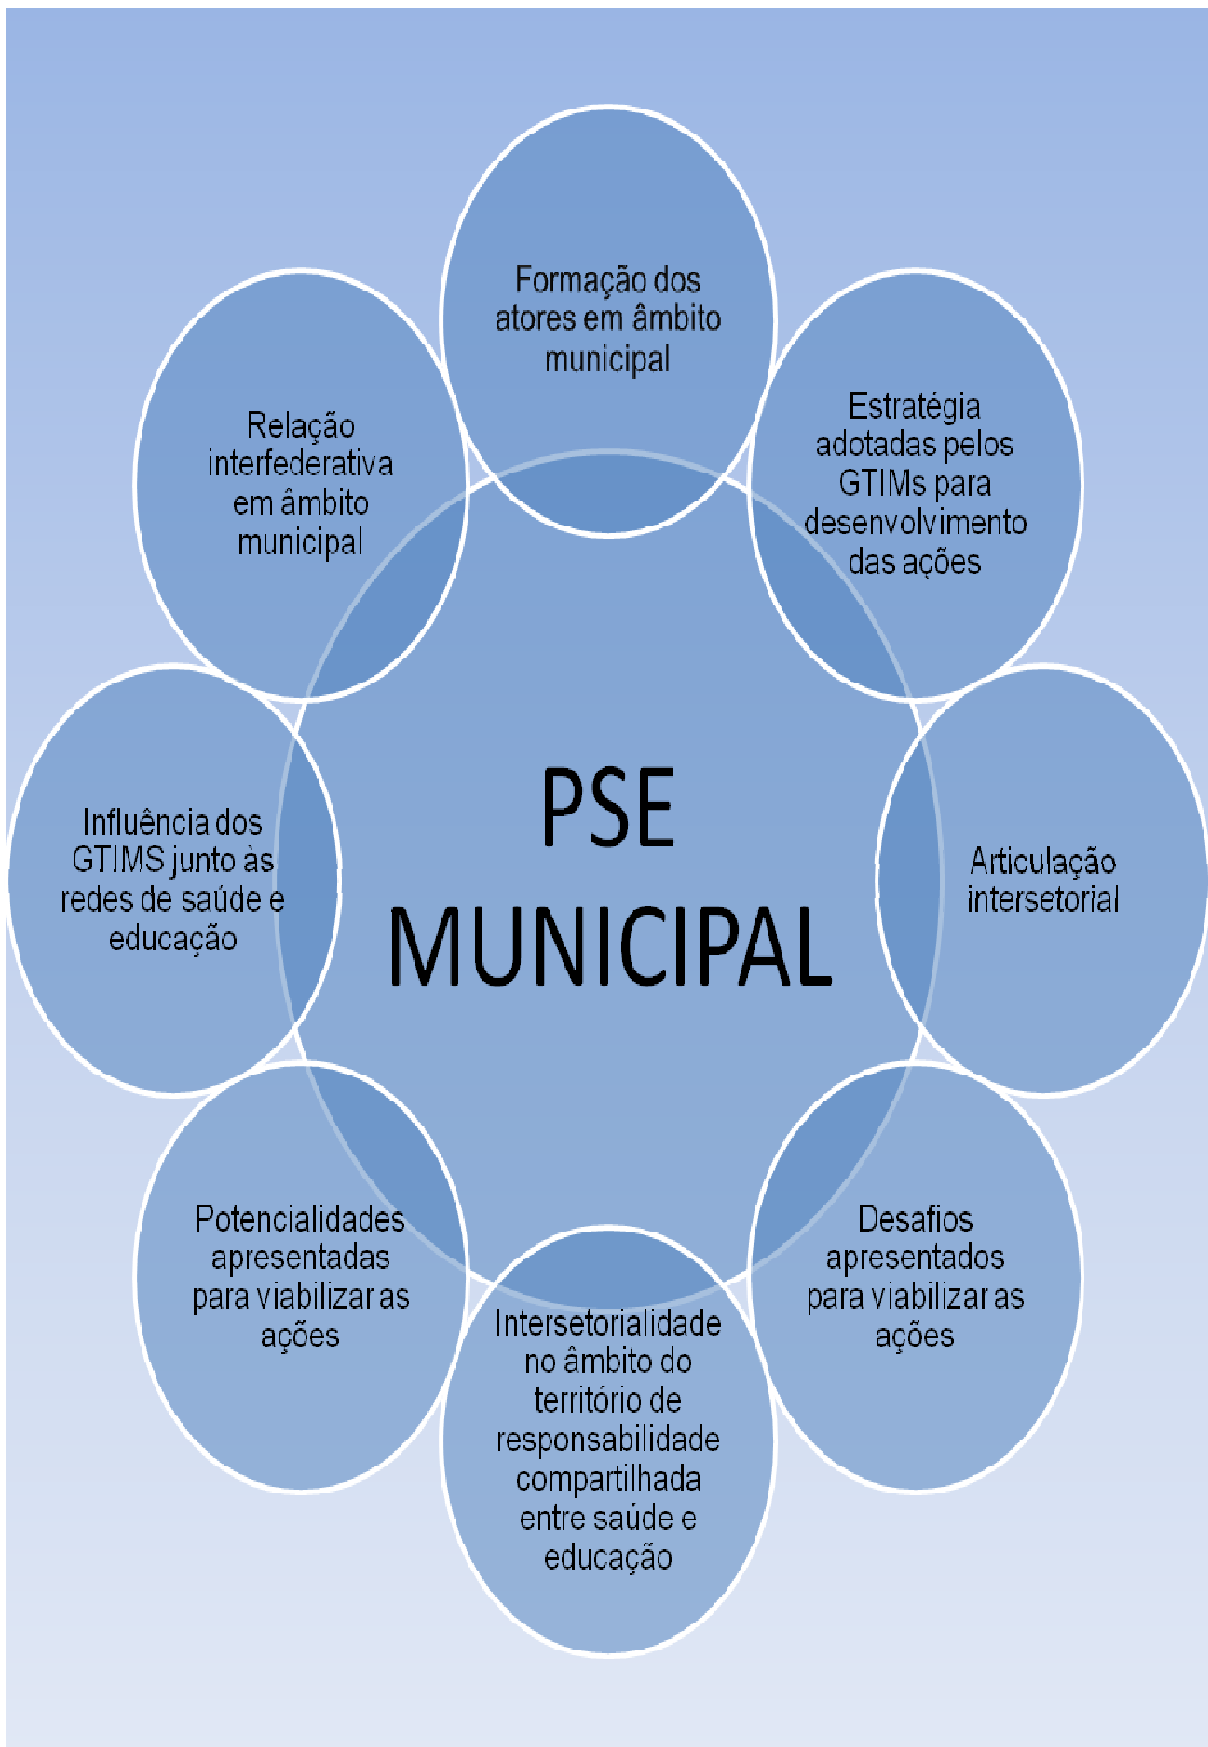 Formação dos
atores em âmbito
municipal
Estratégia
adotadas pelos
GTIMs para
desenvolvimento
das ações
Articulação
intersetorial
Desafios
apresentados
para viabilizar as
ações
Intersetorialidade
no âmbito do
território de
responsabilidade
compartilhada
entre saúde e
educação
Potencialidades
apresentadas
para viabilizar as
ações
Influência dos
GTIMS junto às
redes de saúde e
educação
Relação
interfederativa
em âmbito
municipal
PSE
MUNICIPAL